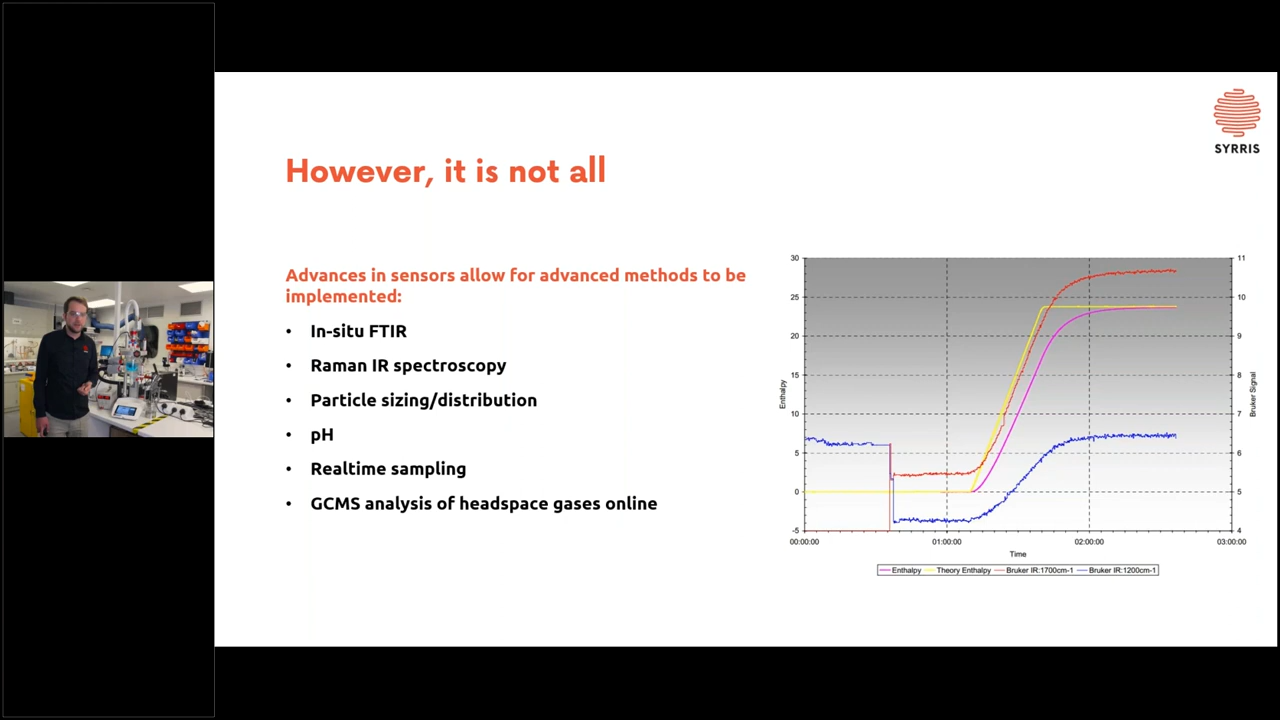 SYRRIS
However, it is not all
Advances in sensors allow for advanced methods to be
implemented:
• In-situ FTIR
• Raman IR spectroscopy
• Particle sizing/distribution
• pH
• Realtime sampling
• GCMS analysis of headspace gases online
30
25
20
15
10
5
0
-5
Enthalpy
11
10
9
8
7
6
5
4
Bruker Signal
00:00:00 01:00:00 02:00:00 03:00:00
Time
Enthalpy Theory Enthalpy Bruker IR:1700cm-1 Bruker IR:1200cm-1